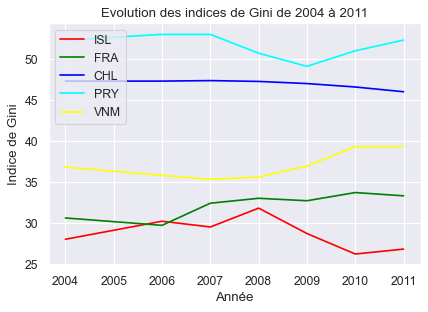 Evolution des indices de Gini de 2004 à 2011
Indice de Gini
50
45
40
35
30
25
ISL
FRA
CHL
PRY
VNM
2004 2005 2006 2007 2008 2009 2010 2011
Année